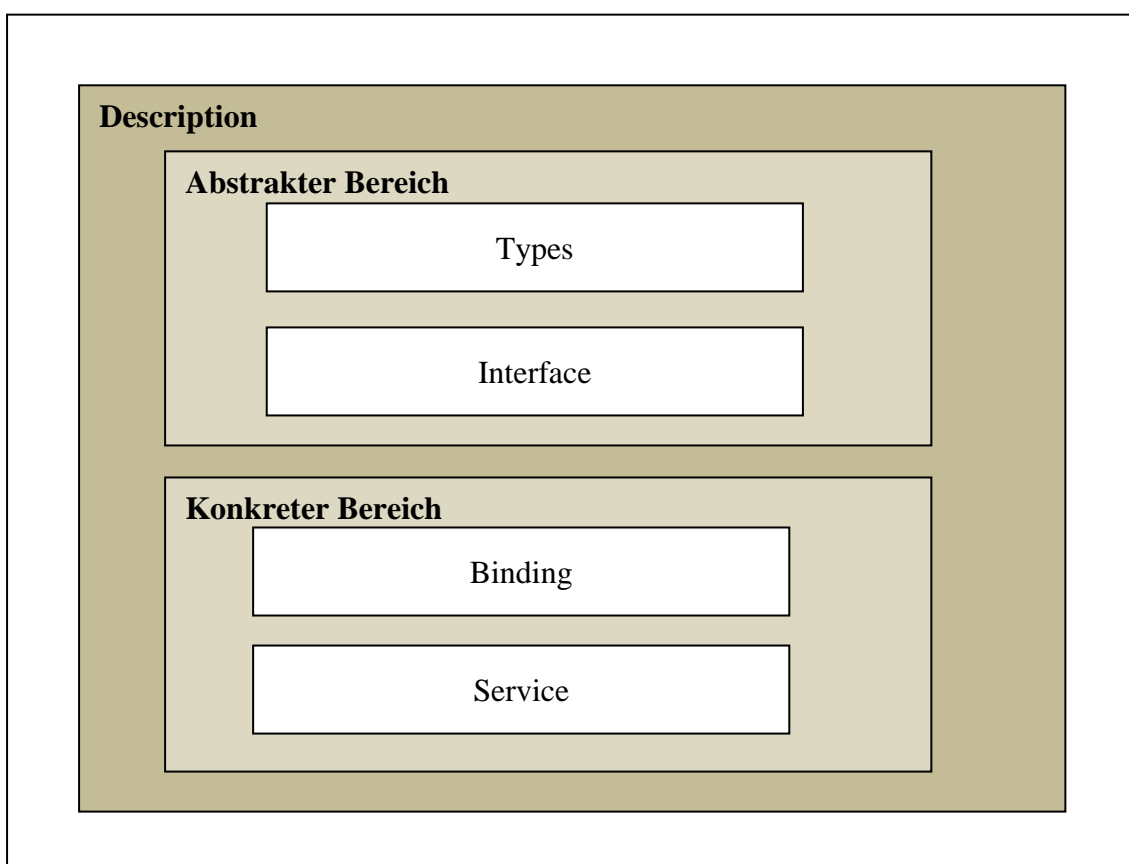 Description
Abstrakter Bereich
Types
Interface
Konkreter Bereich
Binding
Service